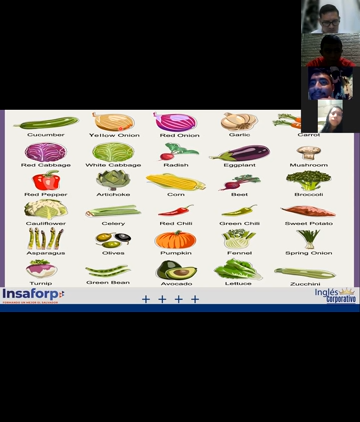 Cucumber Yellow Onion Red Onion Garlic Carrot
Red Cabbage White Cabbage Radish Eggplant Mushroom
Red Pepper Artichoke Corn Beet Broccoli
Cauliflower Celery Red Chili Green Chili Sweet Potato
Asparagus Olives Pumpkin Fennel Spring Onion
Turnip Green Bean Avocado Lettuce Zucchini
Insaforp
Inglés
Corporativo